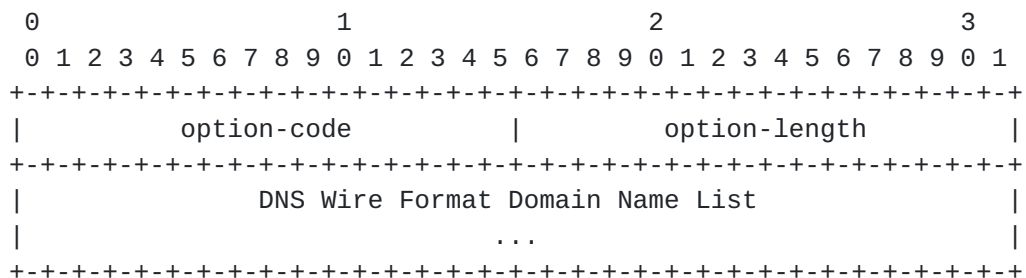 0                   1                   2                   3
 0 1 2 3 4 5 6 7 8 9 0 1 2 3 4 5 6 7 8 9 0 1 2 3 4 5 6 7 8 9 0 1
+-+-+-+-+-+-+-+-+-+-+-+-+-+-+-+-+-+-+-+-+-+-+-+-+-+-+-+-+-+-+-+-+
|          option-code          |         option-length         |
+-+-+-+-+-+-+-+-+-+-+-+-+-+-+-+-+-+-+-+-+-+-+-+-+-+-+-+-+-+-+-+-+
|               DNS Wire Format Domain Name List                |
|                              ...                              |
+-+-+-+-+-+-+-+-+-+-+-+-+-+-+-+-+-+-+-+-+-+-+-+-+-+-+-+-+-+-+-+-+